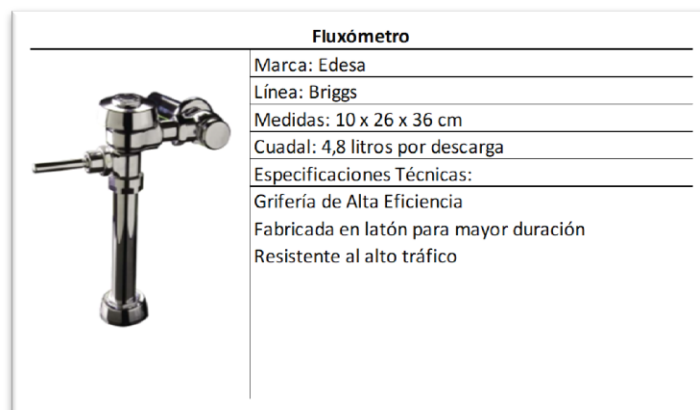 Fluxómetro
Marca: Edesa
Línea: Briggs
Medidas: 10 x 26 x 36 cm
Cuadal: 4,8 litros por descarga
Especificaciones Técnicas:
Grifería de Alta Eficiencia
Fabricada en latón para mayor duración
Resistente al alto tráfico